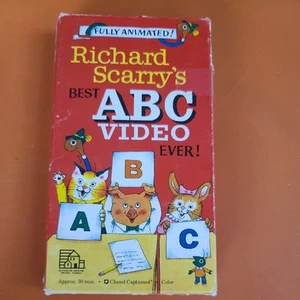 FULLY ANIMATED!
Richard
Scarry's
BEST
ABC
VIDEO
EVER!
B
A
C
Approx. 30 min.
Closed Captioned
Color